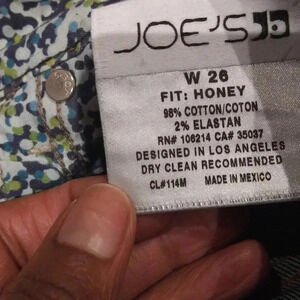 JOE'S
W 26
FIT: HONEY
98% COTTON/COTON
2% ELASTAN
RN# 106214 CA# 35037
DESIGNED IN LOS ANGELES
DRY CLEAN RECOMMENDED
CL#114M MADE IN MEXICO